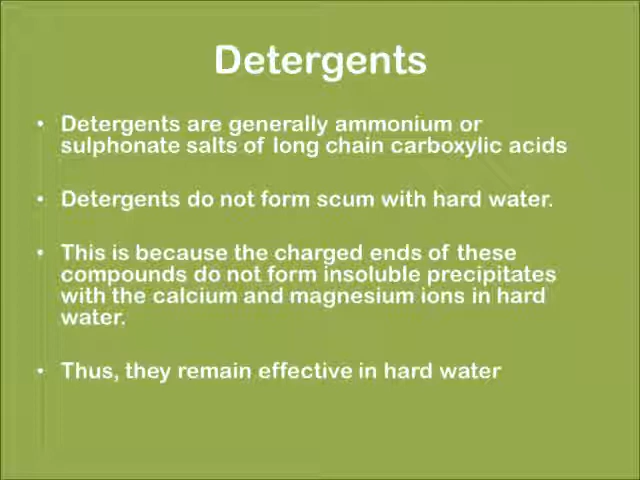 Detergents
• Detergents are generally ammonium or
sulphonate salts of long chain carboxylic acids
• Detergents do not form scum with hard water.
• This is because the charged ends of these
compounds do not form insoluble precipitates
with the calcium and magnesium ions in hard
water.
• Thus, they remain effective in hard water